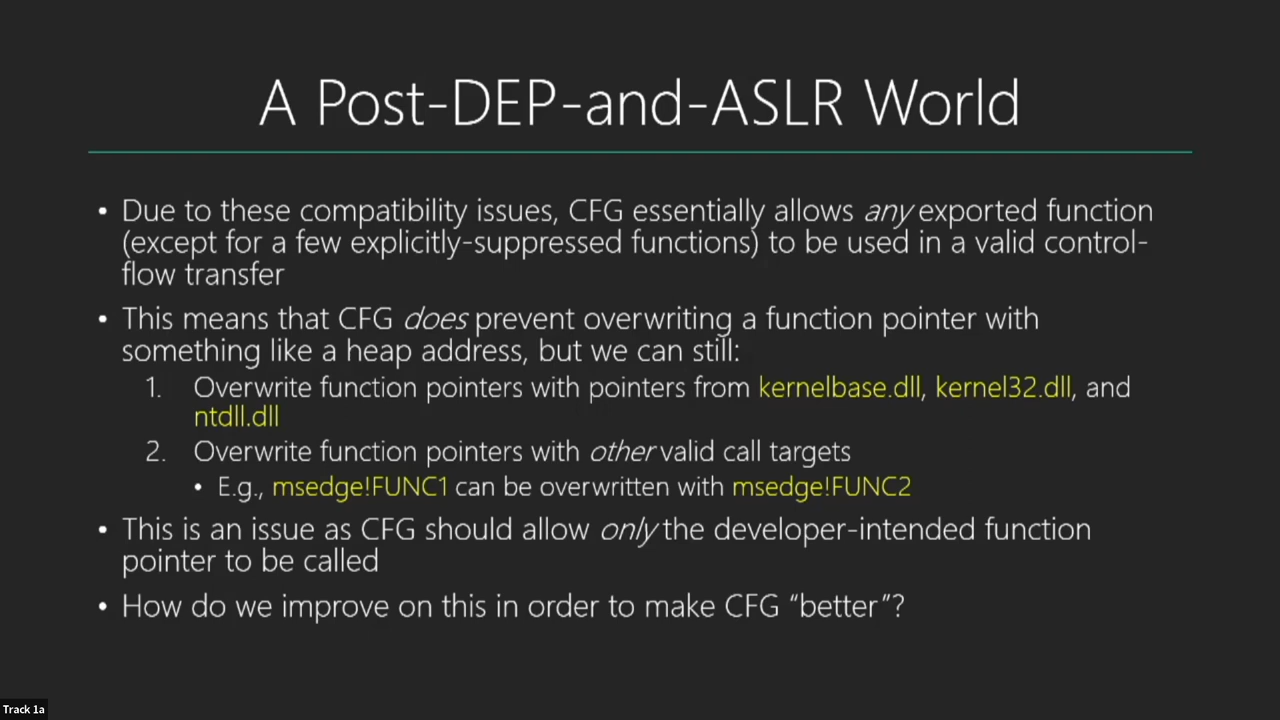 A Post-DEP-and-ASLR World
• Due to these compatibility issues, CFG essentially allows any exported function
(except for a few explicitly-suppressed functions) to be used in a valid control-
flow transfer
• This means that CFG does prevent overwriting a function pointer with
something like a heap address, but we can still:
1. Overwrite function pointers with pointers from kernelbase.dll, kernel32.dll, and
ntdll.dll
2. Overwrite function pointers with other valid call targets
• E.g., msedge!FUNC1 can be overwritten with msedge!FUNC2
• This is an issue as CFG should allow only the developer-intended function
pointer to be called
• How do we improve on this in order to make CFG “better”?
Track 1a